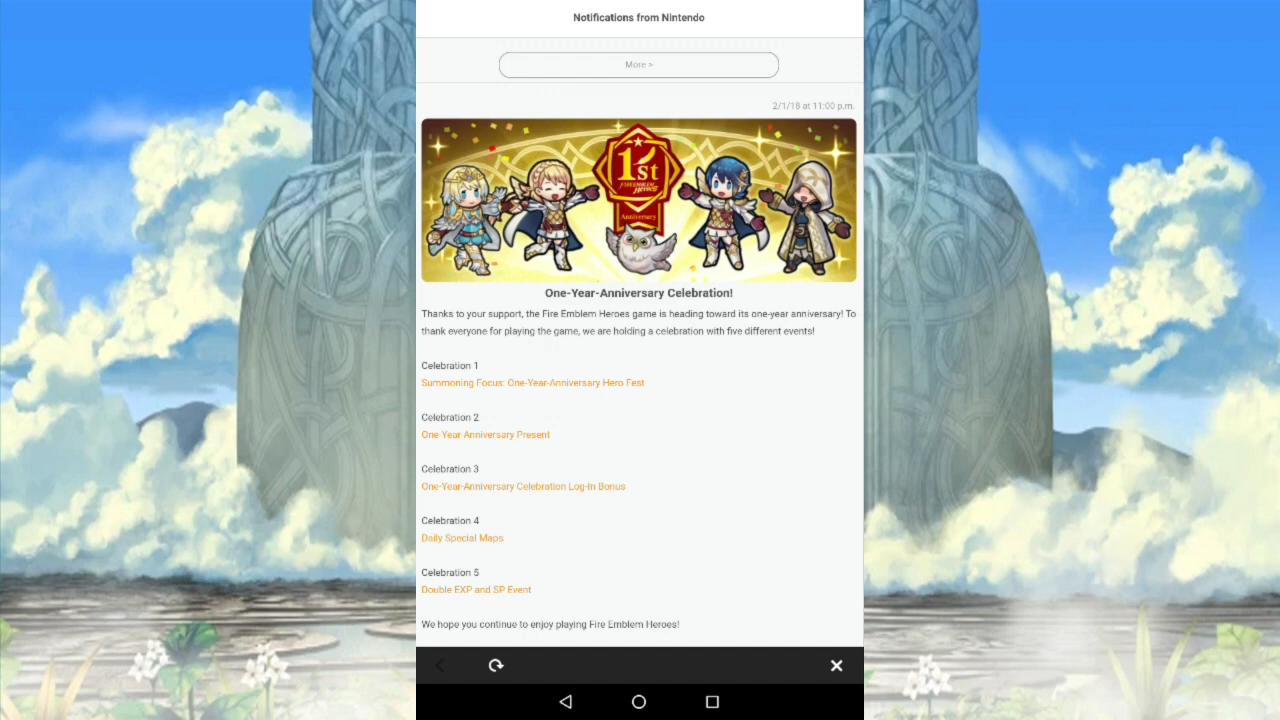 Notifications from Nintendo
More >
2/1/18 at 11:00 p.m.
1st
FIRE EMBLEM
Heroes
Anniversary
One-Year-Anniversary Celebration!
Thanks to your support, the Fire Emblem Heroes game is heading toward its one-year anniversary! To
thank everyone for playing the game, we are holding a celebration with five different events!
Celebration 1
Summoning Focus: One-Year-Anniversary Hero Fest
Celebration 2
One-Year Anniversary Present
Celebration 3
One-Year-Anniversary Celebration Log-In Bonus
Celebration 4
Daily Special Maps
Celebration 5
Double EXP and SP Event
We hope you continue to enjoy playing Fire Emblem Heroes!